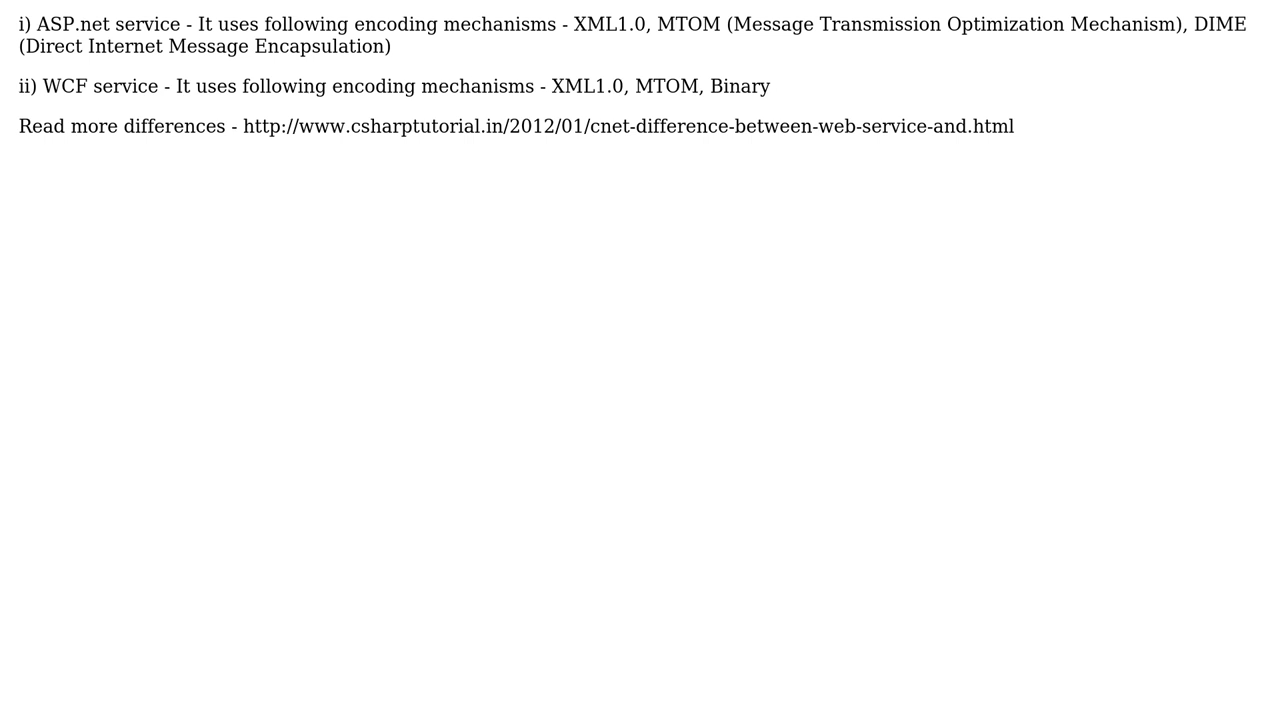 i) ASP.net service - It uses following encoding mechanisms - XML1.0, MTOM (Message Transmission Optimization Mechanism), DIME
(Direct Internet Message Encapsulation)
ii) WCF service - It uses following encoding mechanisms - XML1.0, MTOM, Binary
Read more differences - http://www.csharptutorial.in/2012/01/cnet-difference-between-web-service-and.html